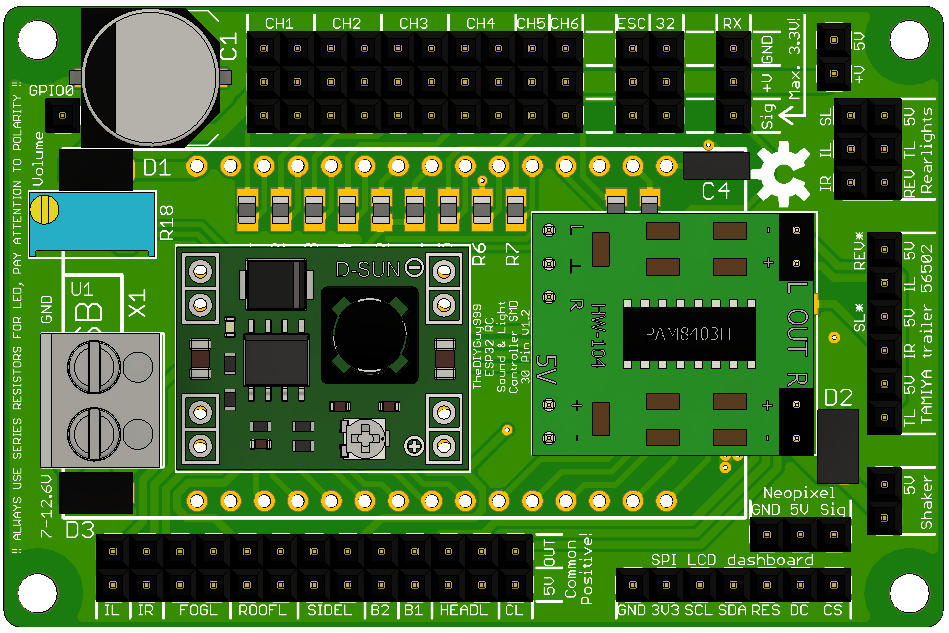 CH1 CH2 CH3 CH4 CH5 CH6 ESC 32 RX
GND
+V
Sig
Max. 3.3V!
5V
+V
C1
GPIO0
Volume
!! ALWAYS USE SERIES RESISTORS FOR LED, PAY ATTENTION TO POLARITY !!
D1
C4
SL 5V
IL TL
IR REV
Rearlights
R18
R6
R7
U1
SB
X1
GND
D-SUN
TheDIYGuy999
ESP32 RC
Sound & Light
Controller SMD
30 Pin V1.2
L
T
R
HW-104
5V
+
-
PAM8403H
-
+
L OUT R
+
-
REV*
SL*
5V
IL
5V
IR
5V
TL
TAMIYA trailer 56502
D2
7-12.6V
D3
5V
Shaker
Neopixel
GND 5V Sig
SPI LCD dashboard
GND 3V3 SCL SDA RES DC CS
OUT
5V
Common
Positive!
IL IR FOGL ROOFL SIDEL B2 B1 HEADL CL